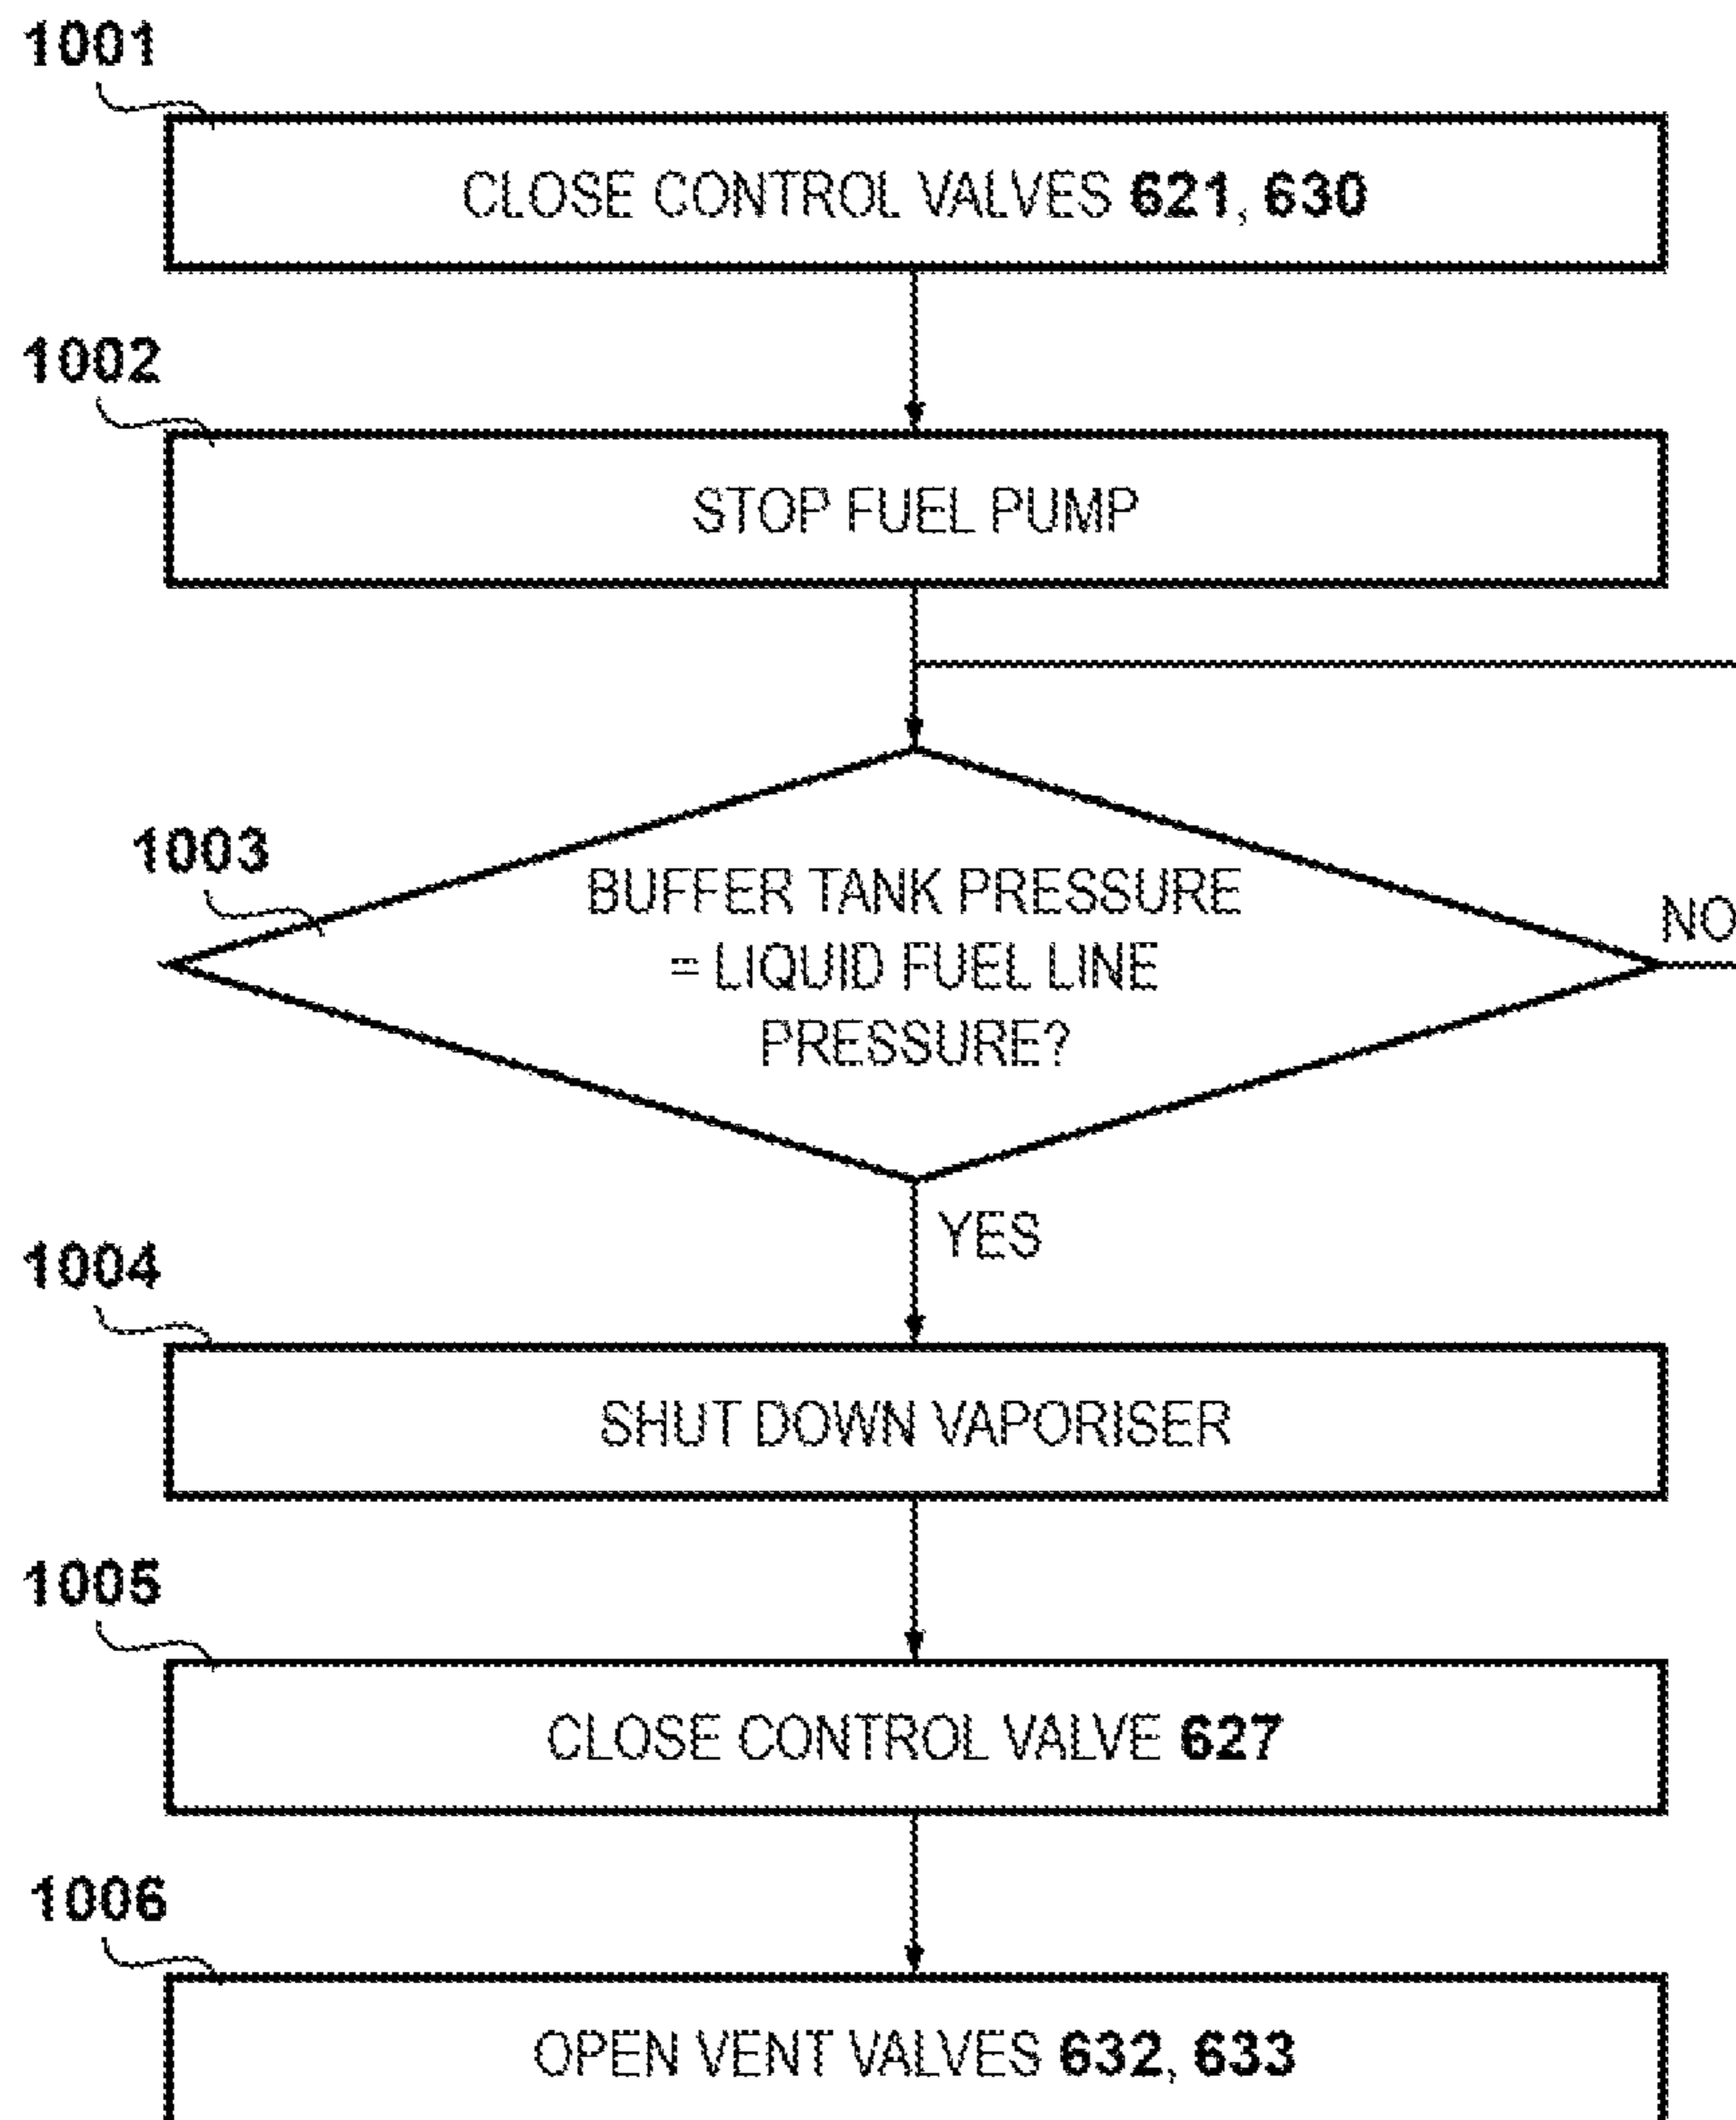 1001
CLOSE CONTROL VALVES 621, 630
1002
STOP FUEL PUMP
1003
BUFFER TANK PRESSURE
= LIQUID FUEL LINE
PRESSURE?
NO
YES
1004
SHUT DOWN VAPORISER
1005
CLOSE CONTROL VALVE 627
1006
OPEN VENT VALVES 632, 633